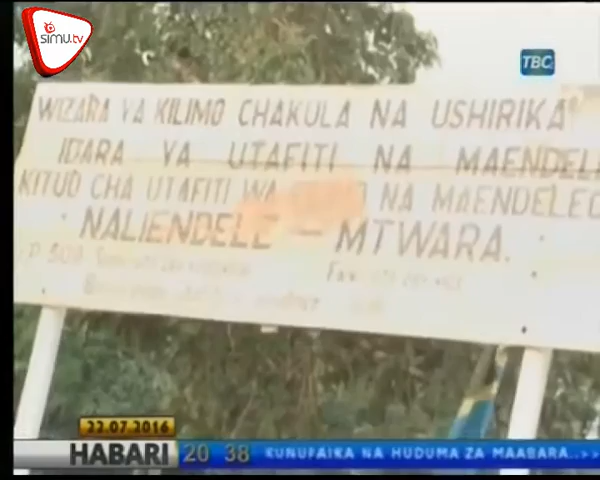 SIMU.tv
TBC
WIZARA YA KILIMO CHAKULA NA USHIRIKA
IDARA YA UTAFITI NA MAENDELE
KITUO CHA UTAFITI WA NA MAENDELEO
NALIENDELE - MTWARA.
22.07.2016
HABARI 20 38 KUNUFAIKA NA HUDUMA ZA MAABARA..>>